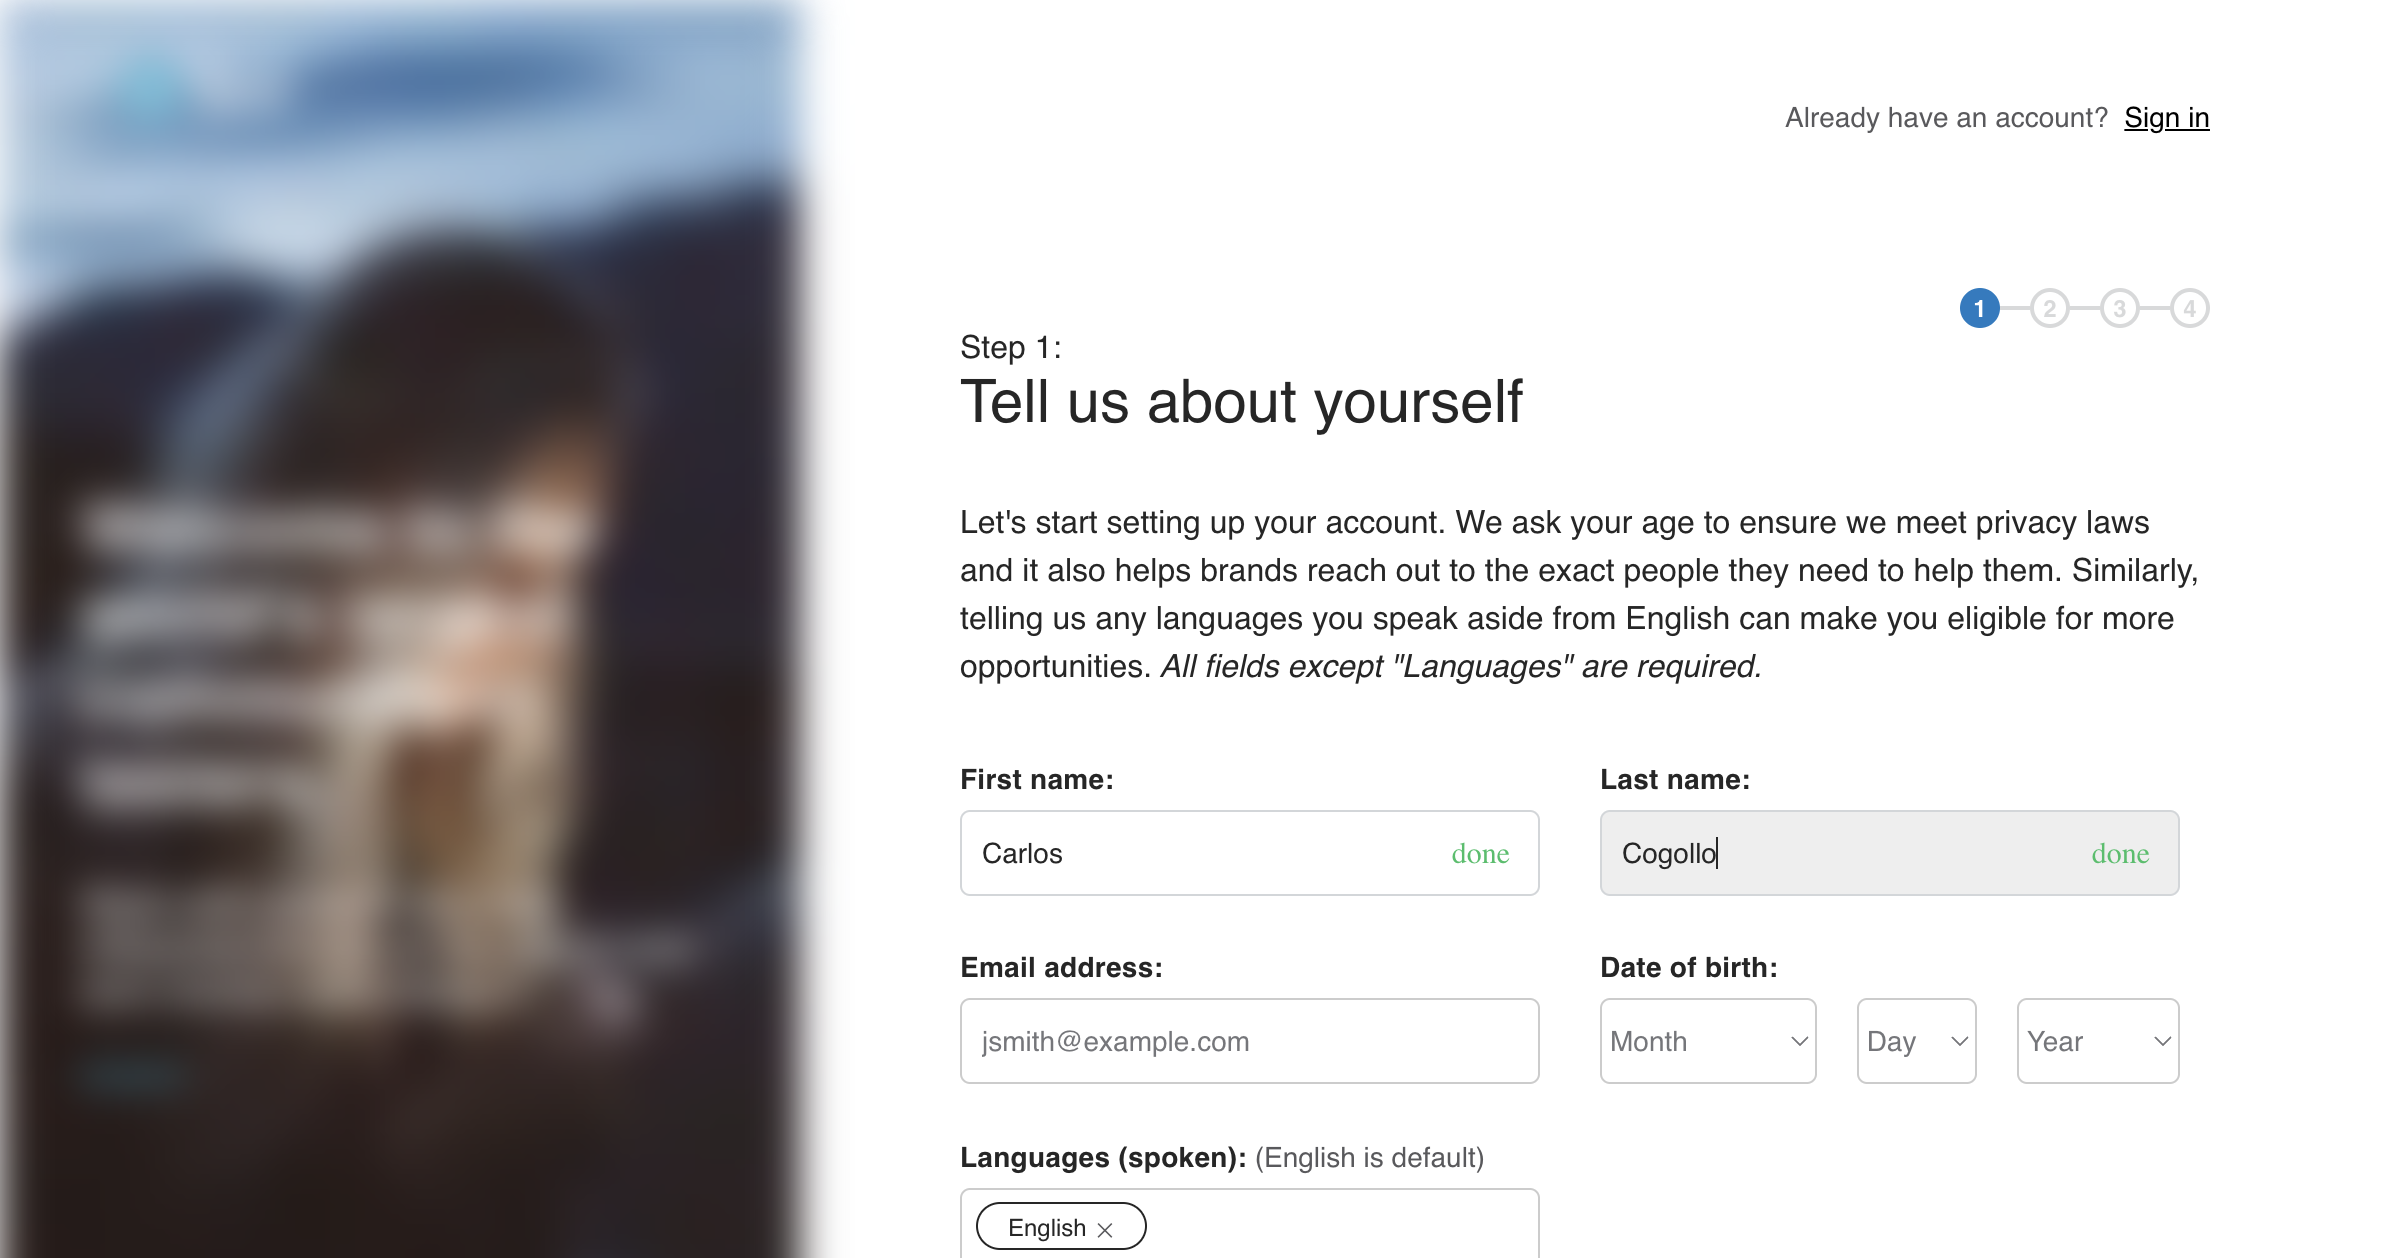 Already have an account? Sign in
1 2 3 4
Step 1:
Tell us about yourself
Let's start setting up your account. We ask your age to ensure we meet privacy laws
and it also helps brands reach out to the exact people they need to help them. Similarly,
telling us any languages you speak aside from English can make you eligible for more
opportunities. All fields except "Languages" are required.
First name: Last name:
Carlos done Cogollo done
Email address: Date of birth:
jsmith@example.com Month Day Year
Languages (spoken): (English is default)
English